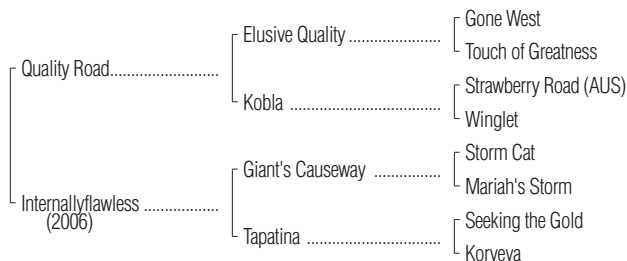 Gone West
Elusive Quality ......................
Touch of Greatness
Quality Road..........................
Strawberry Road (AUS)
Kobla ....................................
Winglet
Storm Cat
Giant's Causeway ................
Mariah's Storm
Internallyflawless ..................
(2006)
Seeking the Gold
Tapatina ................................
Koryeva